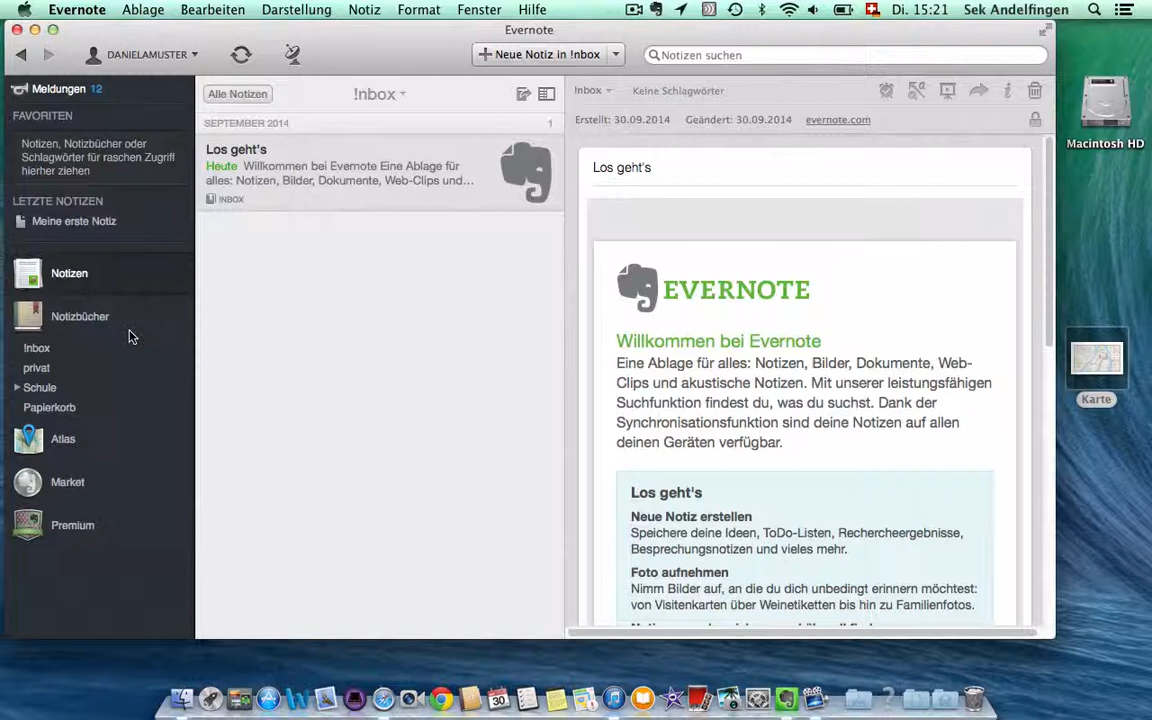 Evernote Ablage Bearbeiten Darstellung Notiz Format Fenster Hilfe Di. 15:21 Sek Andelfingen
Evernote
DANIELAMUSTER
Neue Notiz in !nbox
Notizen suchen
Meldungen 12
FAVORITEN
Notizen, Notizbücher oder
Schlagwörter für raschen Zugriff
hierher ziehen
LETZTE NOTIZEN
Meine erste Notiz
Notizen
Notizbücher
!nbox
privat
Schule
Papierkorb
Atlas
Market
Premium
Alle Notizen
!nbox
SEPTEMBER 2014 1
Los geht's
Heute Willkommen bei Evernote Eine Ablage für
alles: Notizen, Bilder, Dokumente, Web-Clips und...
!NBOX
!nbox Keine Schlagwörter
Erstellt: 30.09.2014 Geändert: 30.09.2014 evernote.com
Los geht's
EVERNOTE
Willkommen bei Evernote
Eine Ablage für alles: Notizen, Bilder, Dokumente, Web-
Clips und akustische Notizen. Mit unserer leistungsfähigen
Suchfunktion findest du, was du suchst. Dank der
Synchronisationsfunktion sind deine Notizen auf allen
deinen Geräten verfügbar.
Los geht's
Neue Notiz erstellen
Speichere deine Ideen, ToDo-Listen, Rechercheergebnisse,
Besprechungsnotizen und vieles mehr.
Foto aufnehmen
Nimm Bilder auf, an die du dich unbedingt erinnern möchtest:
von Visitenkarten über Weinetiketten bis hin zu Familienfotos.
Macintosh HD
Karte
30